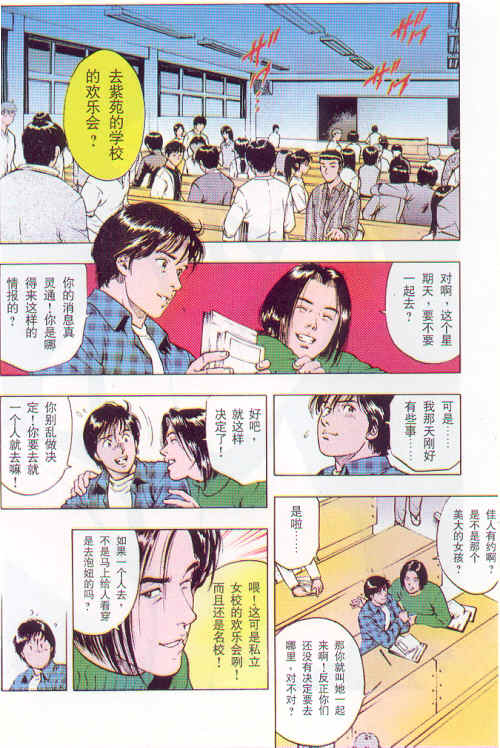 去紫苑的学校
的欢乐会？
对啊，这个星
期天，要不要
一起去？
你的消息真
灵通！你是哪
得来这样的
情报的？
可是……
我那天刚好
有些事……
好吧，
就这样
决定了！
你别乱做决
定！你要去就
一个人就去嘛！
佳人有约啊？
是不是那个
美大的女孩？
是啦……
那你就叫她一起
来啊！反正你们
还没有决定要去
哪里，对不对？
喂！这可是私立
女校的欢乐会咧！
而且还是名校！
如果一个人去，
不是马上给人看穿
是去泡妞的吗？